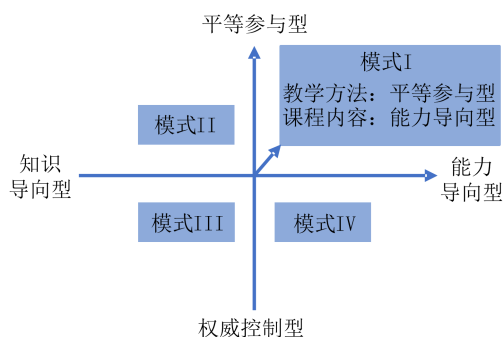 平等参与型
模式I
教学方法：平等参与型
课程内容：能力导向型
模式II
知识
导向型
能力
导向型
模式III
模式IV
权威控制型